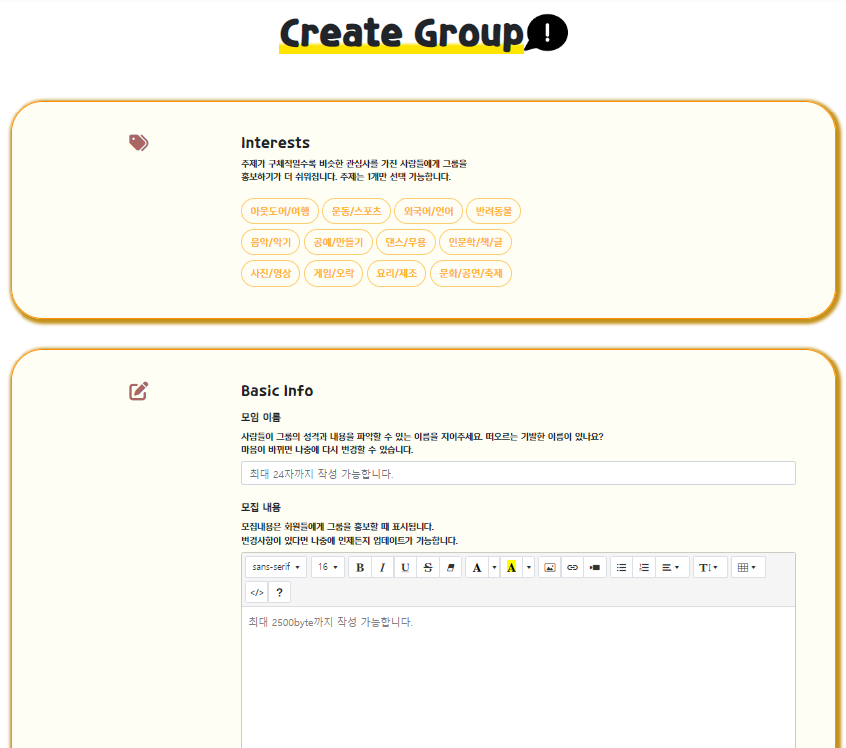 Create Group!
Interests
주제가 구체적일수록 비슷한 관심사를 가진 사람들에게 그룹을
홍보하기가 더 쉬워집니다. 주제는 1개만 선택 가능합니다.
아웃도어/여행 운동/스포츠 외국어/언어 반려동물
음악/악기 공예/만들기 댄스/무용 인문학/책/글
사진/영상 게임/오락 요리/제조 문화/공연/축제
Basic Info
모임 이름
사람들이 그룹의 성격과 내용을 파악할 수 있는 이름을 지어주세요. 떠오르는 기발한 이름이 있나요?
마음이 바뀌면 나중에 다시 변경할 수 있습니다.
최대 24자까지 작성 가능합니다.
모집 내용
모집내용은 회원들에게 그룹을 홍보할 때 표시됩니다.
변경사항이 있다면 나중에 언제든지 업데이트가 가능합니다.
sans-serif 16 B I U S A A T
</> ?
최대 2500byte까지 작성 가능합니다.